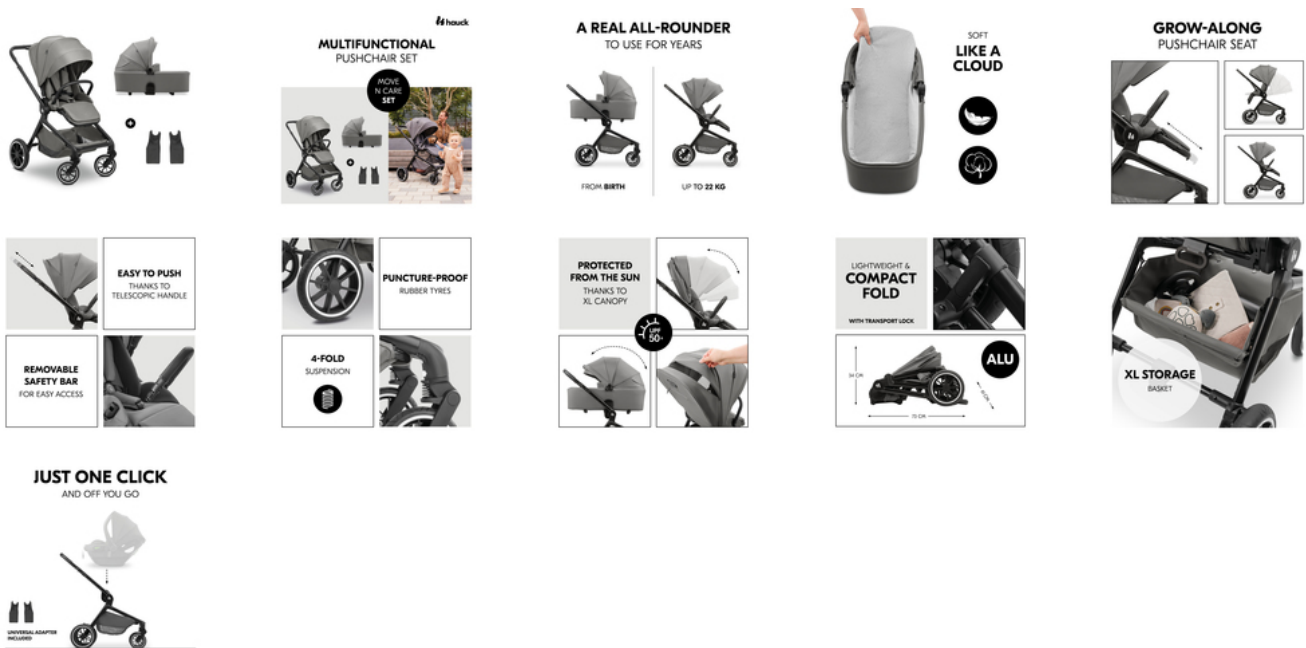 hauck
MULTIFUNCTIONAL
PUSHCHAIR SET
MOVE
N CARE
SET
A REAL ALL-ROUNDER
TO USE FOR YEARS
FROM BIRTH
UP TO 22 KG
SOFT
LIKE A
CLOUD
GROW-ALONG
PUSHCHAIR SEAT
EASY TO PUSH
THANKS TO
TELESCOPIC HANDLE
REMOVABLE
SAFETY BAR
FOR EASY ACCESS
PUNCTURE-PROOF
RUBBER TYRES
4-FOLD
SUSPENSION
PROTECTED
FROM THE SUN
THANKS TO
XL CANOPY
UPF
50+
LIGHTWEIGHT &
COMPACT
FOLD
WITH TRANSPORT LOCK
ALU
XL STORAGE
BASKET
JUST ONE CLICK
AND OFF YOU GO
UNIVERSAL ADAPTER
INCLUDED